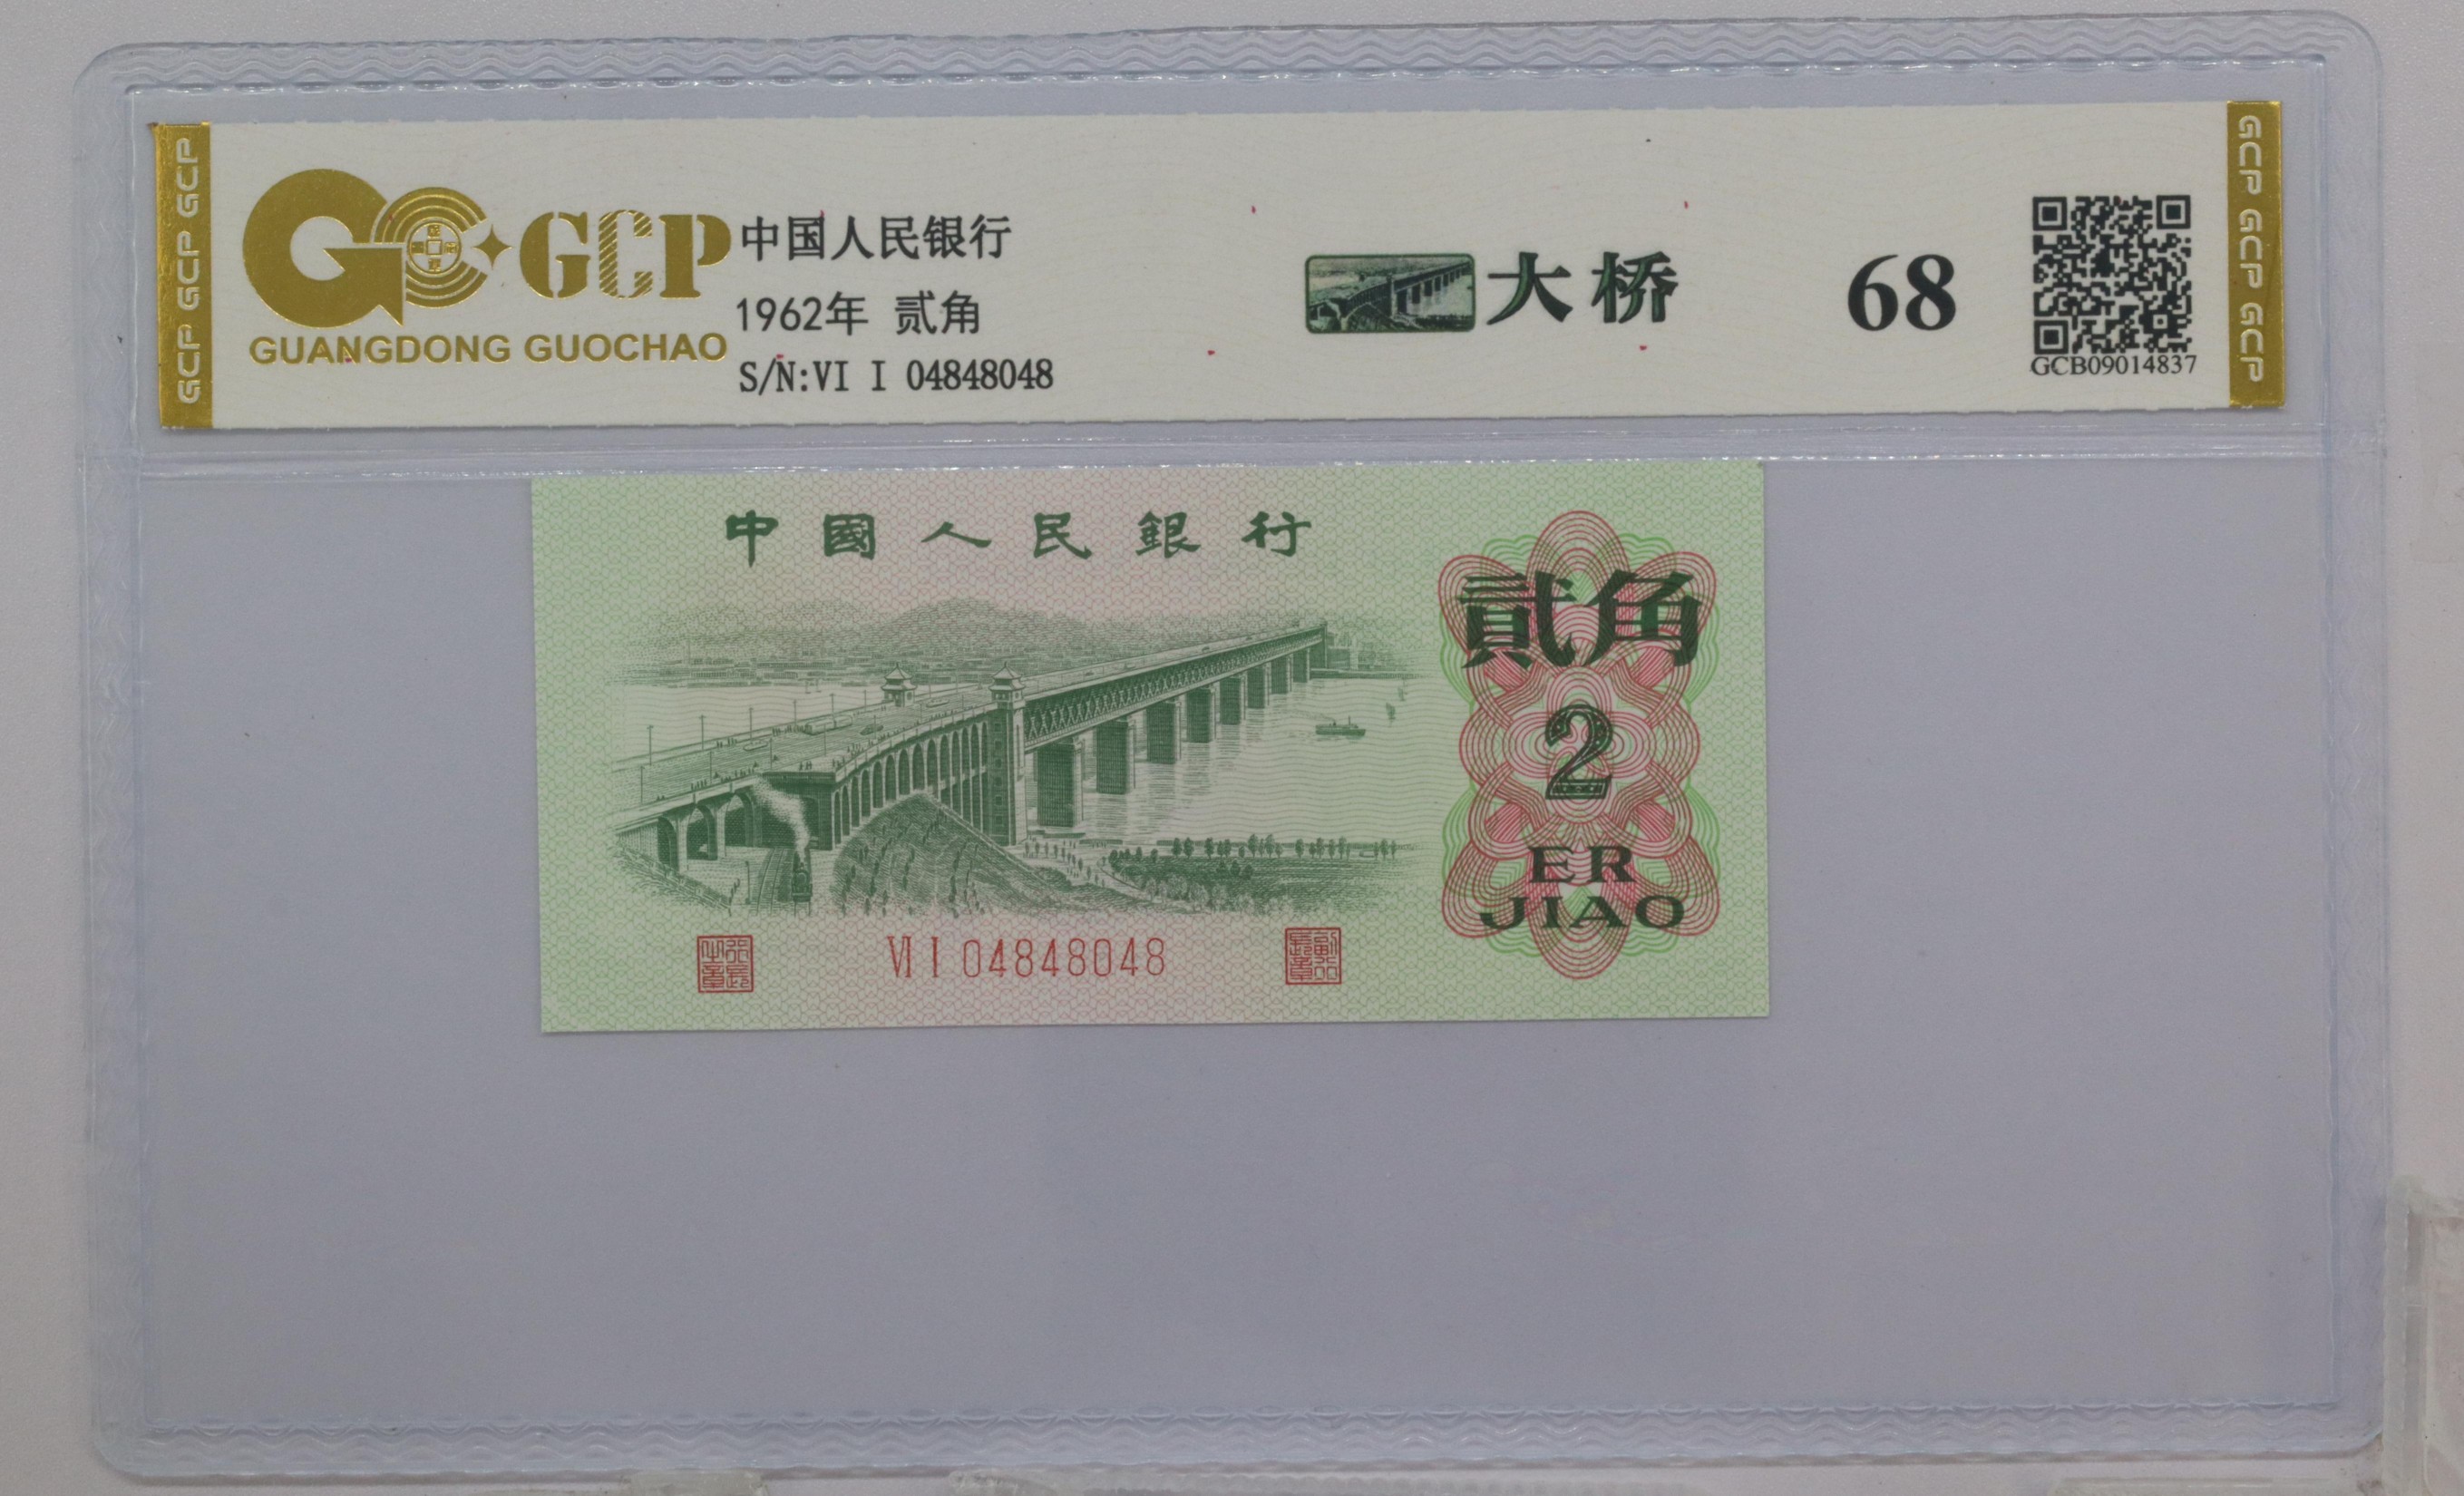 GCP GCP GCP
GCP
GUANGDONG GUOCHAO
中国人民银行
1962年 贰角
S/N:VI I 04848048
大桥
68
GCB09014837
GCP GCP GCP
中國人民銀行
貳角
2
ER
JIAO
VI I 04848048